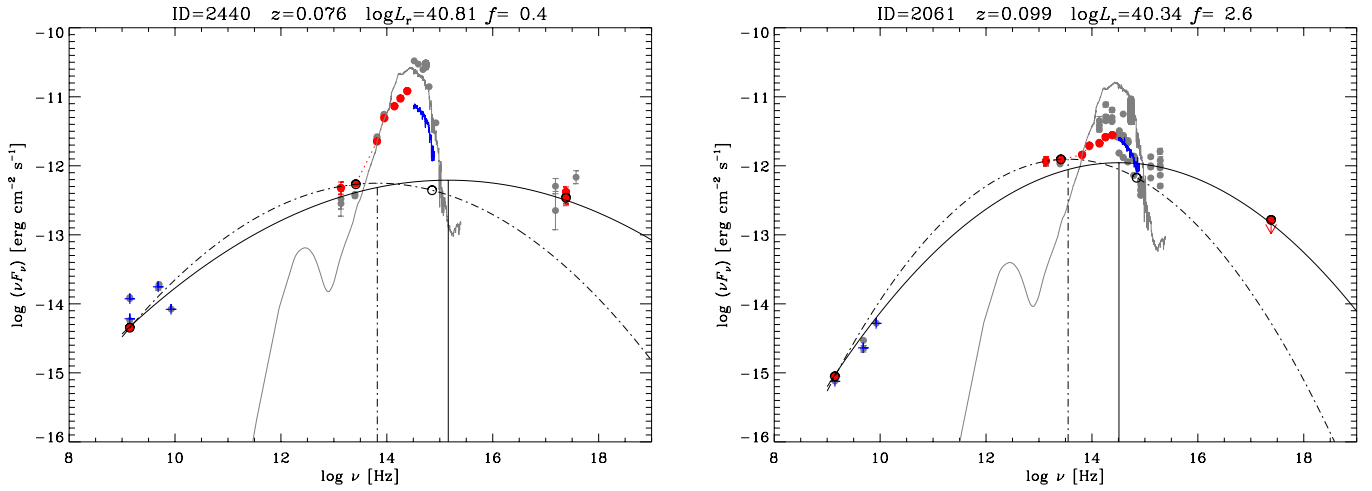 ID=2440 z=0.076 logL_r=40.81 f= 0.4
-10
-11
-12
-13
-14
-15
-16
log (νF_ν) [erg cm⁻² s⁻¹]
8 10 12 14 16 18
log ν [Hz]
ID=2061 z=0.099 logL_r=40.34 f= 2.6
-10
-11
-12
-13
-14
-15
-16
log (νF_ν) [erg cm⁻² s⁻¹]
8 10 12 14 16 18
log ν [Hz]